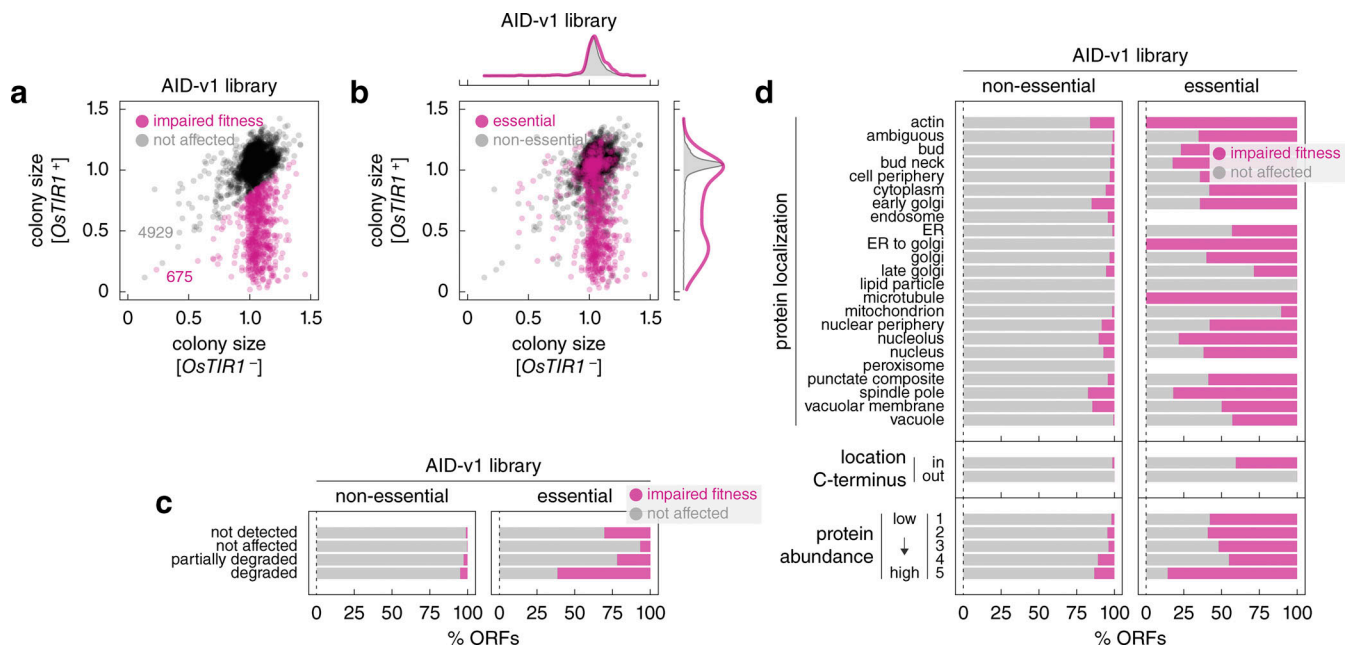 a
AID-v1 library
impaired fitness
not affected
4929
675
colony size
[OsTIR1 +]
1.5
1.0
0.5
0
0
0.5
1.0
1.5
colony size
[OsTIR1 −]
b
AID-v1 library
essential
non-essential
colony size
[OsTIR1 +]
1.5
1.0
0.5
0
0
0.5
1.0
1.5
colony size
[OsTIR1 −]
c
AID-v1 library
non-essential
essential
impaired fitness
not affected
not detected
not affected
partially degraded
degraded
0 25 50 75 100
0 25 50 75 100
% ORFs
d
AID-v1 library
non-essential
essential
impaired fitness
not affected
protein localization
actin
ambiguous
bud
bud neck
cell periphery
cytoplasm
early golgi
endosome
ER
ER to golgi
golgi
late golgi
lipid particle
microtubule
mitochondrion
nuclear periphery
nucleolus
nucleus
peroxisome
punctate composite
spindle pole
vacuolar membrane
vacuole
location
C-terminus
in
out
protein
abundance
low
high
1
2
3
4
5
0 25 50 75 100
0 25 50 75 100
% ORFs